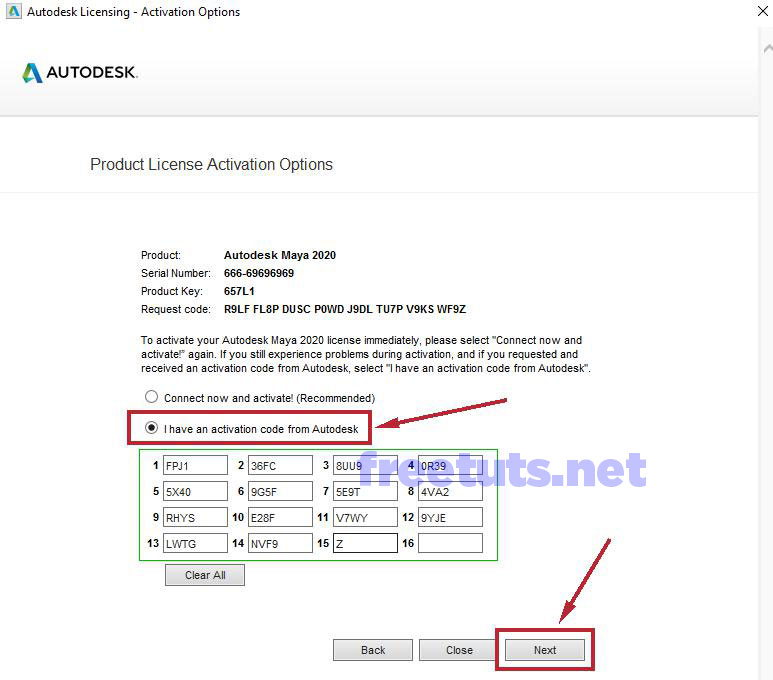 Autodesk Licensing - Activation Options
AUTODESK.
Product License Activation Options
Product: Autodesk Maya 2020
Serial Number: 666-69696969
Product Key: 657L1
Request code: R9LF FL8P DUSC P0WD J9DL TU7P V9KS WF9Z
To activate your Autodesk Maya 2020 license immediately, please select "Connect now and
activate!" again. If you still experience problems during activation, and if you requested and
received an activation code from Autodesk, select "I have an activation code from Autodesk".
Connect now and activate! (Recommended)
I have an activation code from Autodesk
1 FPJ1 2 36FC 3 8UU9 4 0R39
freetuts.net
5 5X40 6 9G5F 7 5E9T 8 4VA2
9 RHYS 10 E28F 11 V7WY 12 9YJE
13 LWTG 14 NVF9 15 Z 16
Clear All
Back Close Next